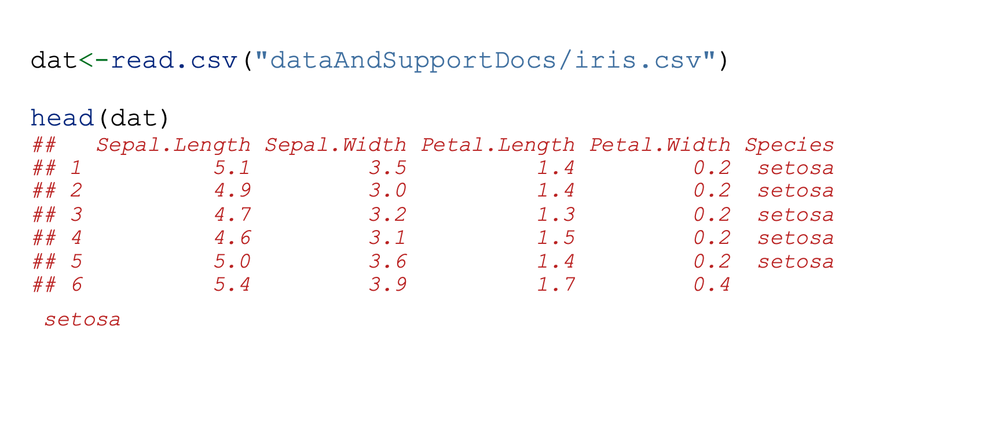 dat<-read.csv("dataAndSupportDocs/iris.csv")
head(dat)
##   Sepal.Length Sepal.Width Petal.Length Petal.Width Species
## 1          5.1         3.5          1.4         0.2  setosa
## 2          4.9         3.0          1.4         0.2  setosa
## 3          4.7         3.2          1.3         0.2  setosa
## 4          4.6         3.1          1.5         0.2  setosa
## 5          5.0         3.6          1.4         0.2  setosa
## 6          5.4         3.9          1.7         0.4
 setosa